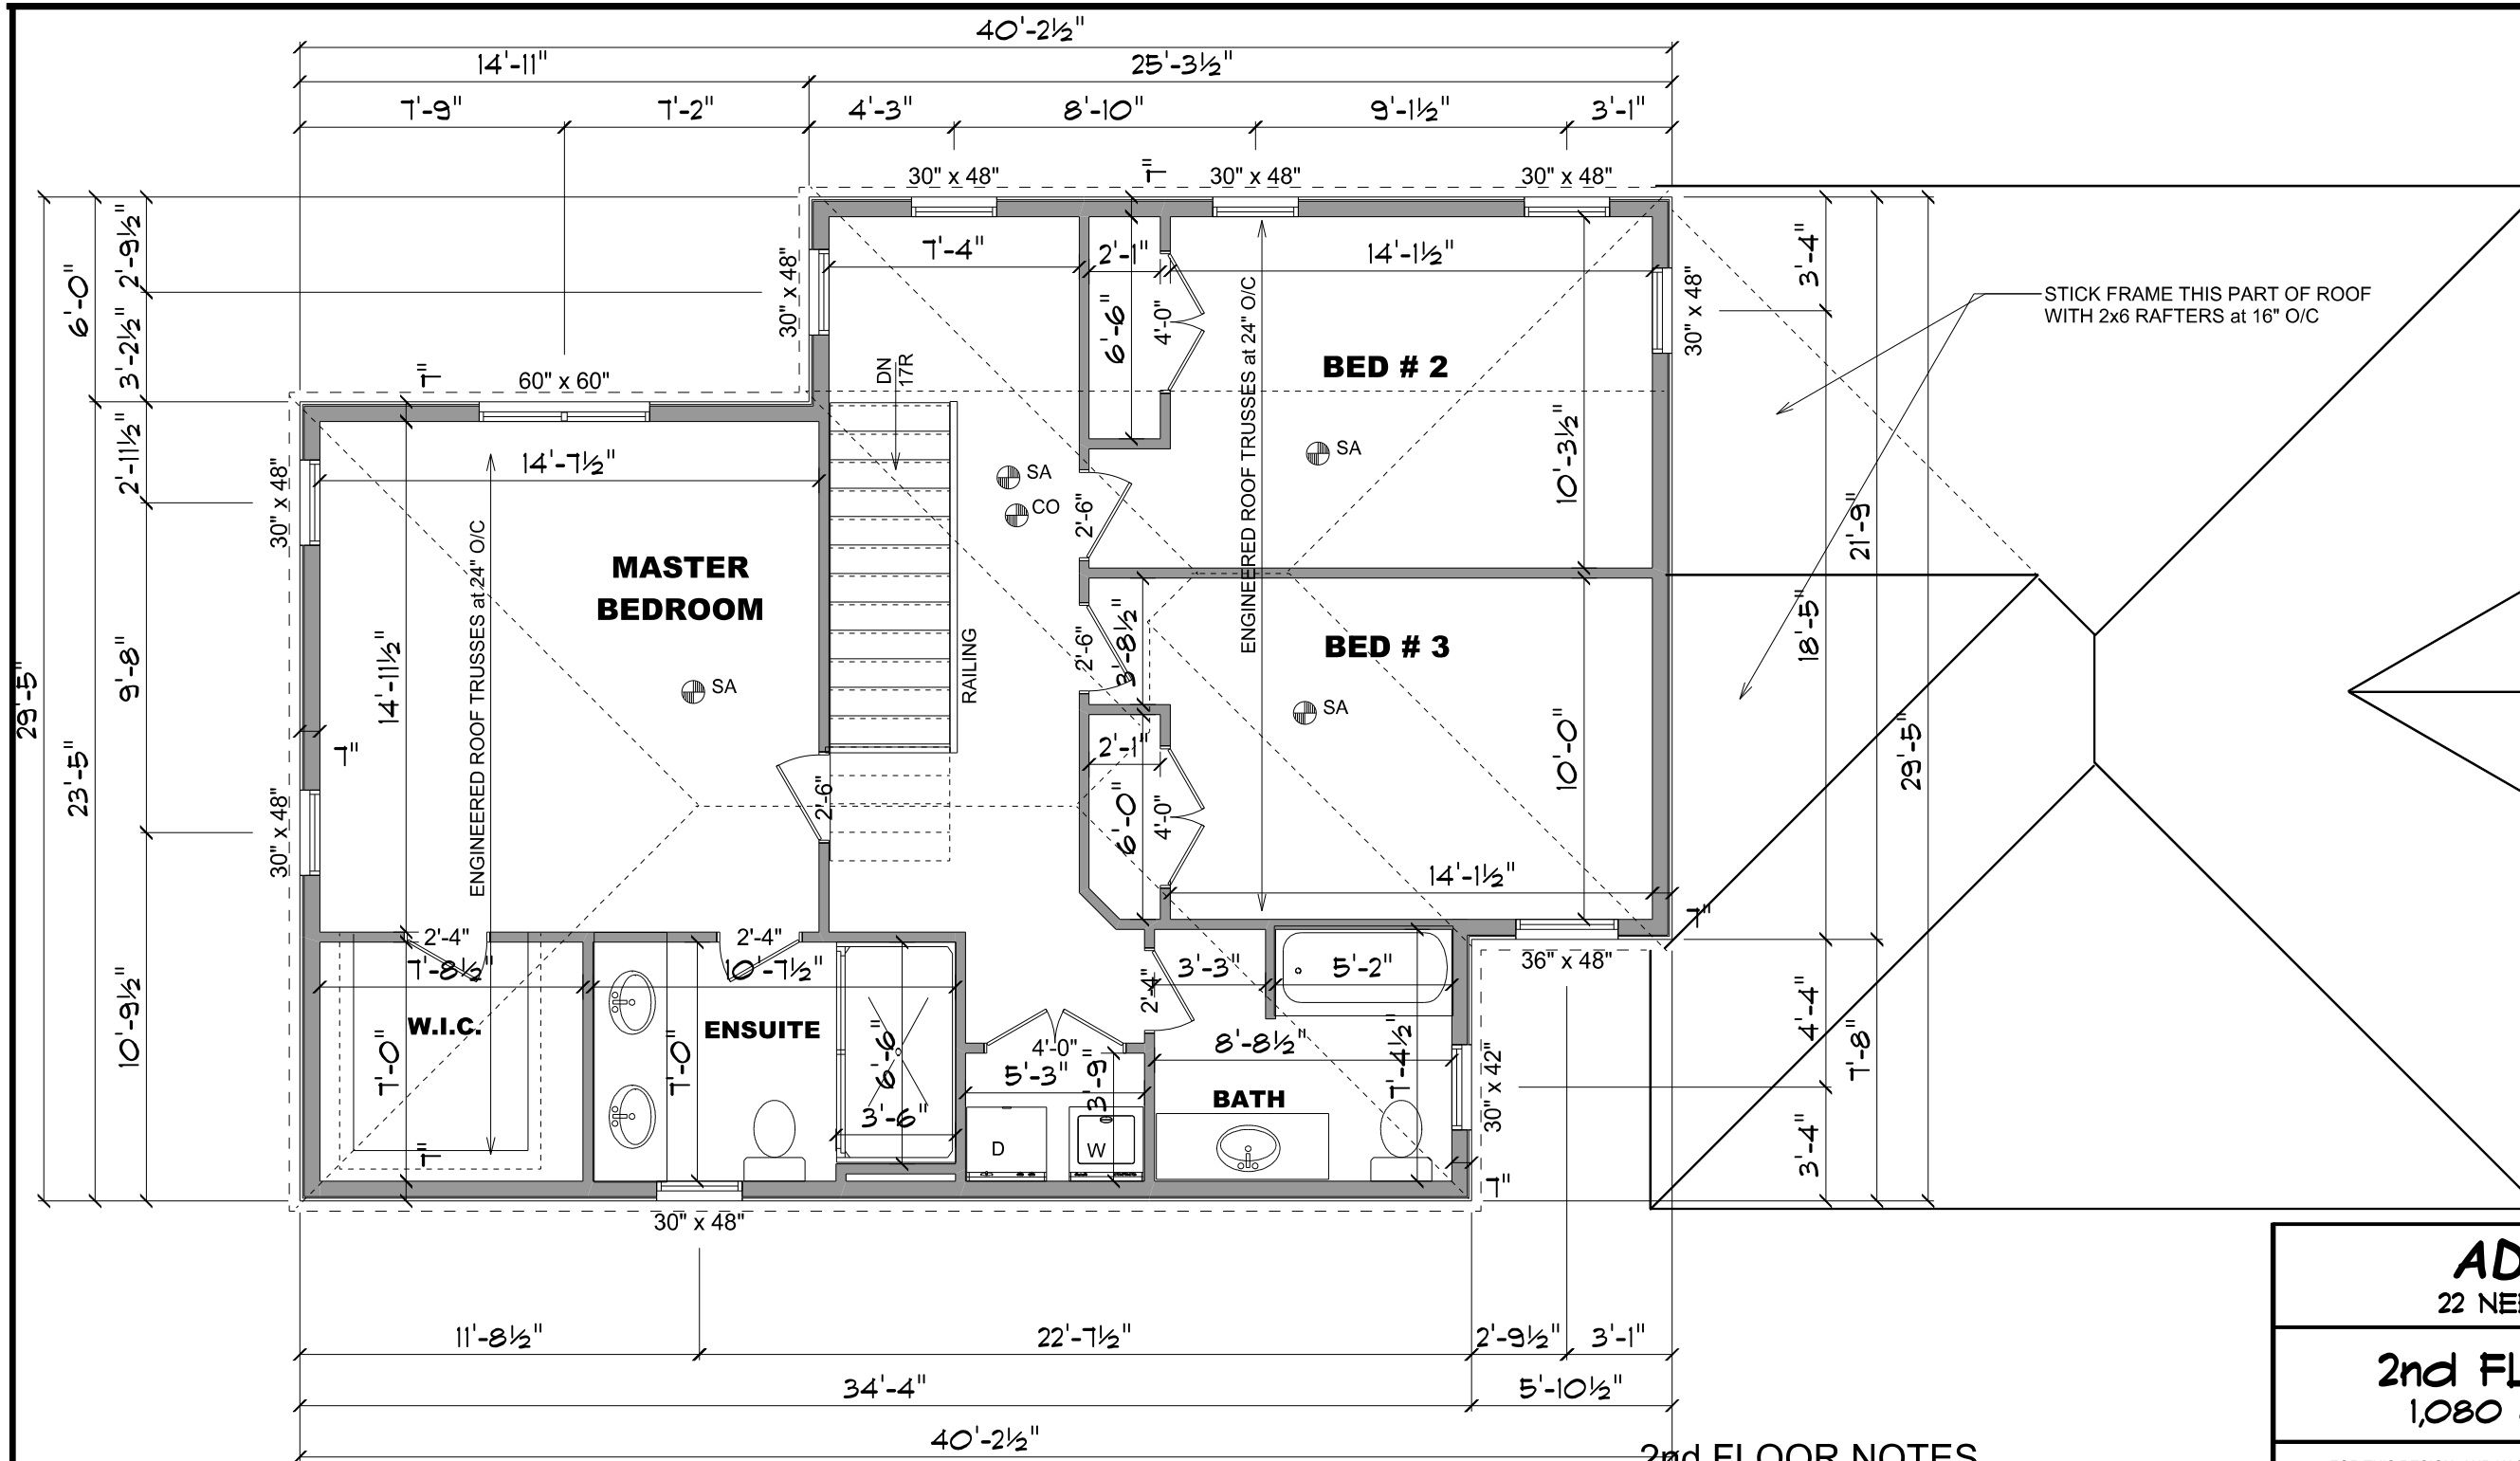 40'-2½"
14'-11"
25'-3½"
7'-9"
7'-2"
4'-3"
8'-10"
9'-1½"
3'-1"
30" x 48"
7"
30" x 48"
30" x 48"
2'-9½"
6'-0"
3'-2½"
30" x 48"
7'-4"
2'-1"
14'-1½"
3'-4"
30" x 48"
STICK FRAME THIS PART OF ROOF
WITH 2x6 RAFTERS at 16" O/C
6'-6"
4'-0"
DN
17R
BED # 2
7"
60" x 60"
2'-11½"
14'-7½"
30" x 48"
SA
CO
SA
10'-3½"
2'-6"
21'-9"
ENGINEERED ROOF TRUSSES at 24" O/C
ENGINEERED ROOF TRUSSES at 24" O/C
MASTER
BEDROOM
29'-5"
9'-8"
14'-11½"
SA
RAILING
2'-6"
3'-8½"
BED # 3
18'-5"
SA
7"
23'-5"
2'-1"
10'-0"
29'-5"
30" x 48"
2'-6"
6'-0"
4'-0"
14'-1½"
7"
10'-9½"
2'-4"
2'-4"
7'-8½"
10'-7½"
3'-3"
5'-2"
36" x 48"
2'-4"
4'-4"
W.I.C.
ENSUITE
7'-0"
7'-0"
6'-6"
4'-0"
5'-3"
3'-9"
8'-8½"
7'-4½"
30" x 42"
7'-8"
3'-6"
BATH
D
W
7"
7"
3'-4"
30" x 48"
11'-8½"
22'-7½"
2'-9½"
3'-1"
34'-4"
5'-10½"
40'-2½"
2nd FLOOR NOTES
22
2nd
1,080